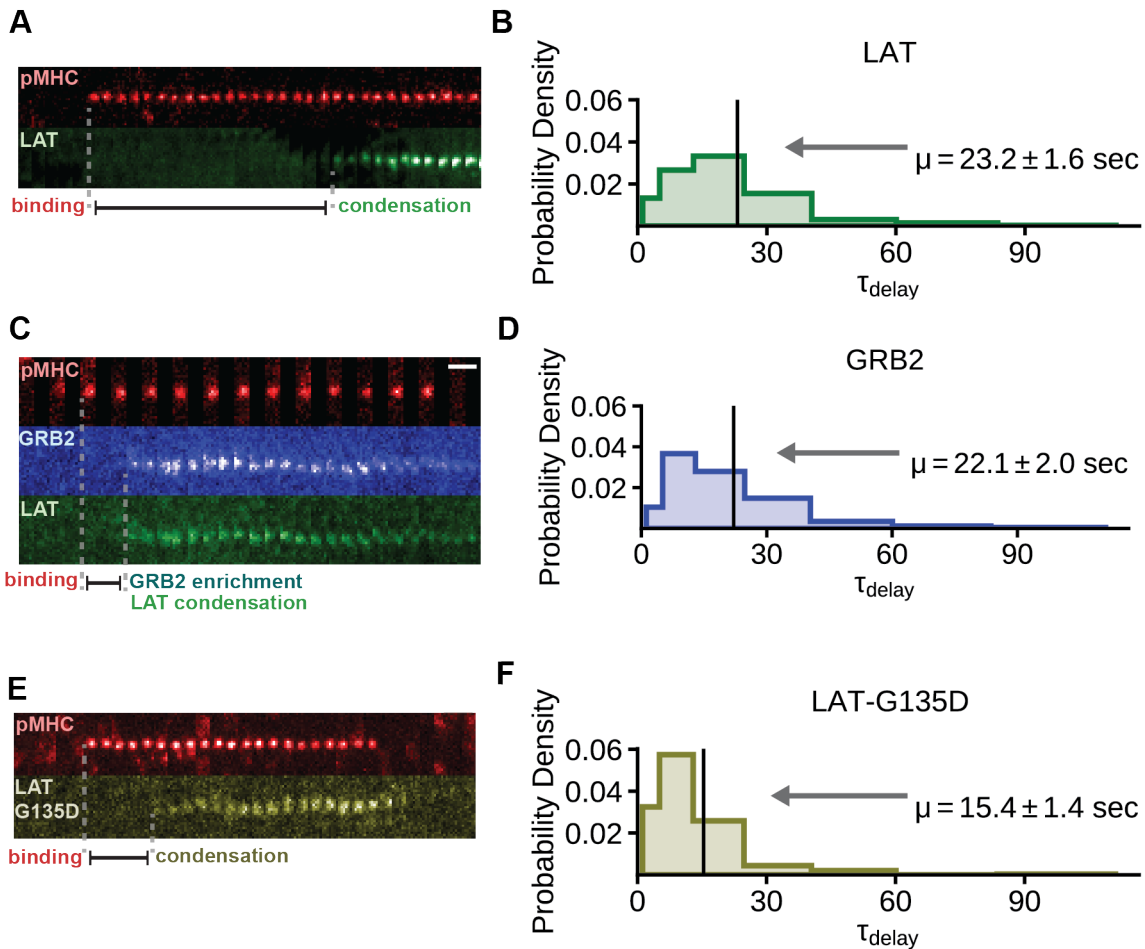 A
pMHC
LAT
binding
condensation
B
LAT
Probability Density
0.06
0.04
0.02
μ = 23.2 ± 1.6 sec
0 30 60 90
τdelay
C
pMHC
GRB2
LAT
binding
GRB2 enrichment
LAT condensation
D
GRB2
Probability Density
0.06
0.04
0.02
μ = 22.1 ± 2.0 sec
0 30 60 90
τdelay
E
pMHC
LAT
G135D
binding
condensation
F
LAT-G135D
Probability Density
0.06
0.04
0.02
μ = 15.4 ± 1.4 sec
0 30 60 90
τdelay